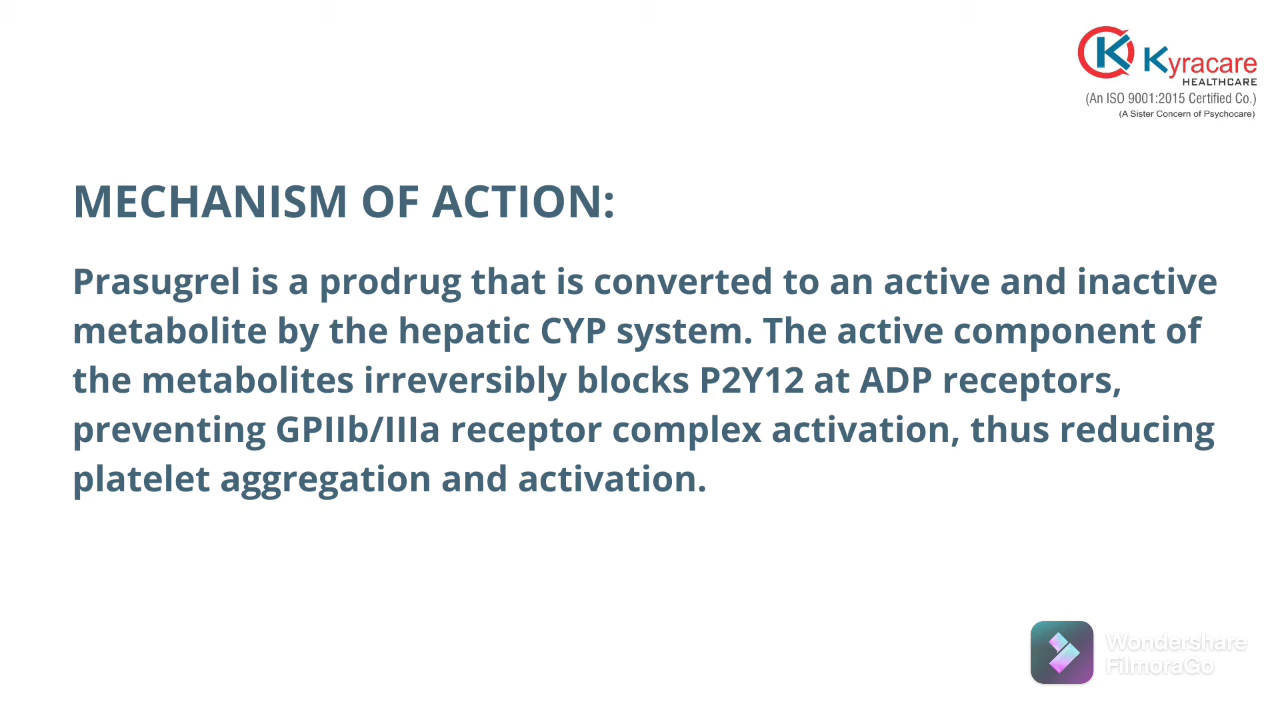 Kyracare
HEALTHCARE
(An ISO 9001:2015 Certified Co.)
(A Sister Concern of Psychocare)
MECHANISM OF ACTION:
Prasugrel is a prodrug that is converted to an active and inactive
metabolite by the hepatic CYP system. The active component of
the metabolites irreversibly blocks P2Y12 at ADP receptors,
preventing GPIIb/IIIa receptor complex activation, thus reducing
platelet aggregation and activation.
Wondershare
FilmoraGo